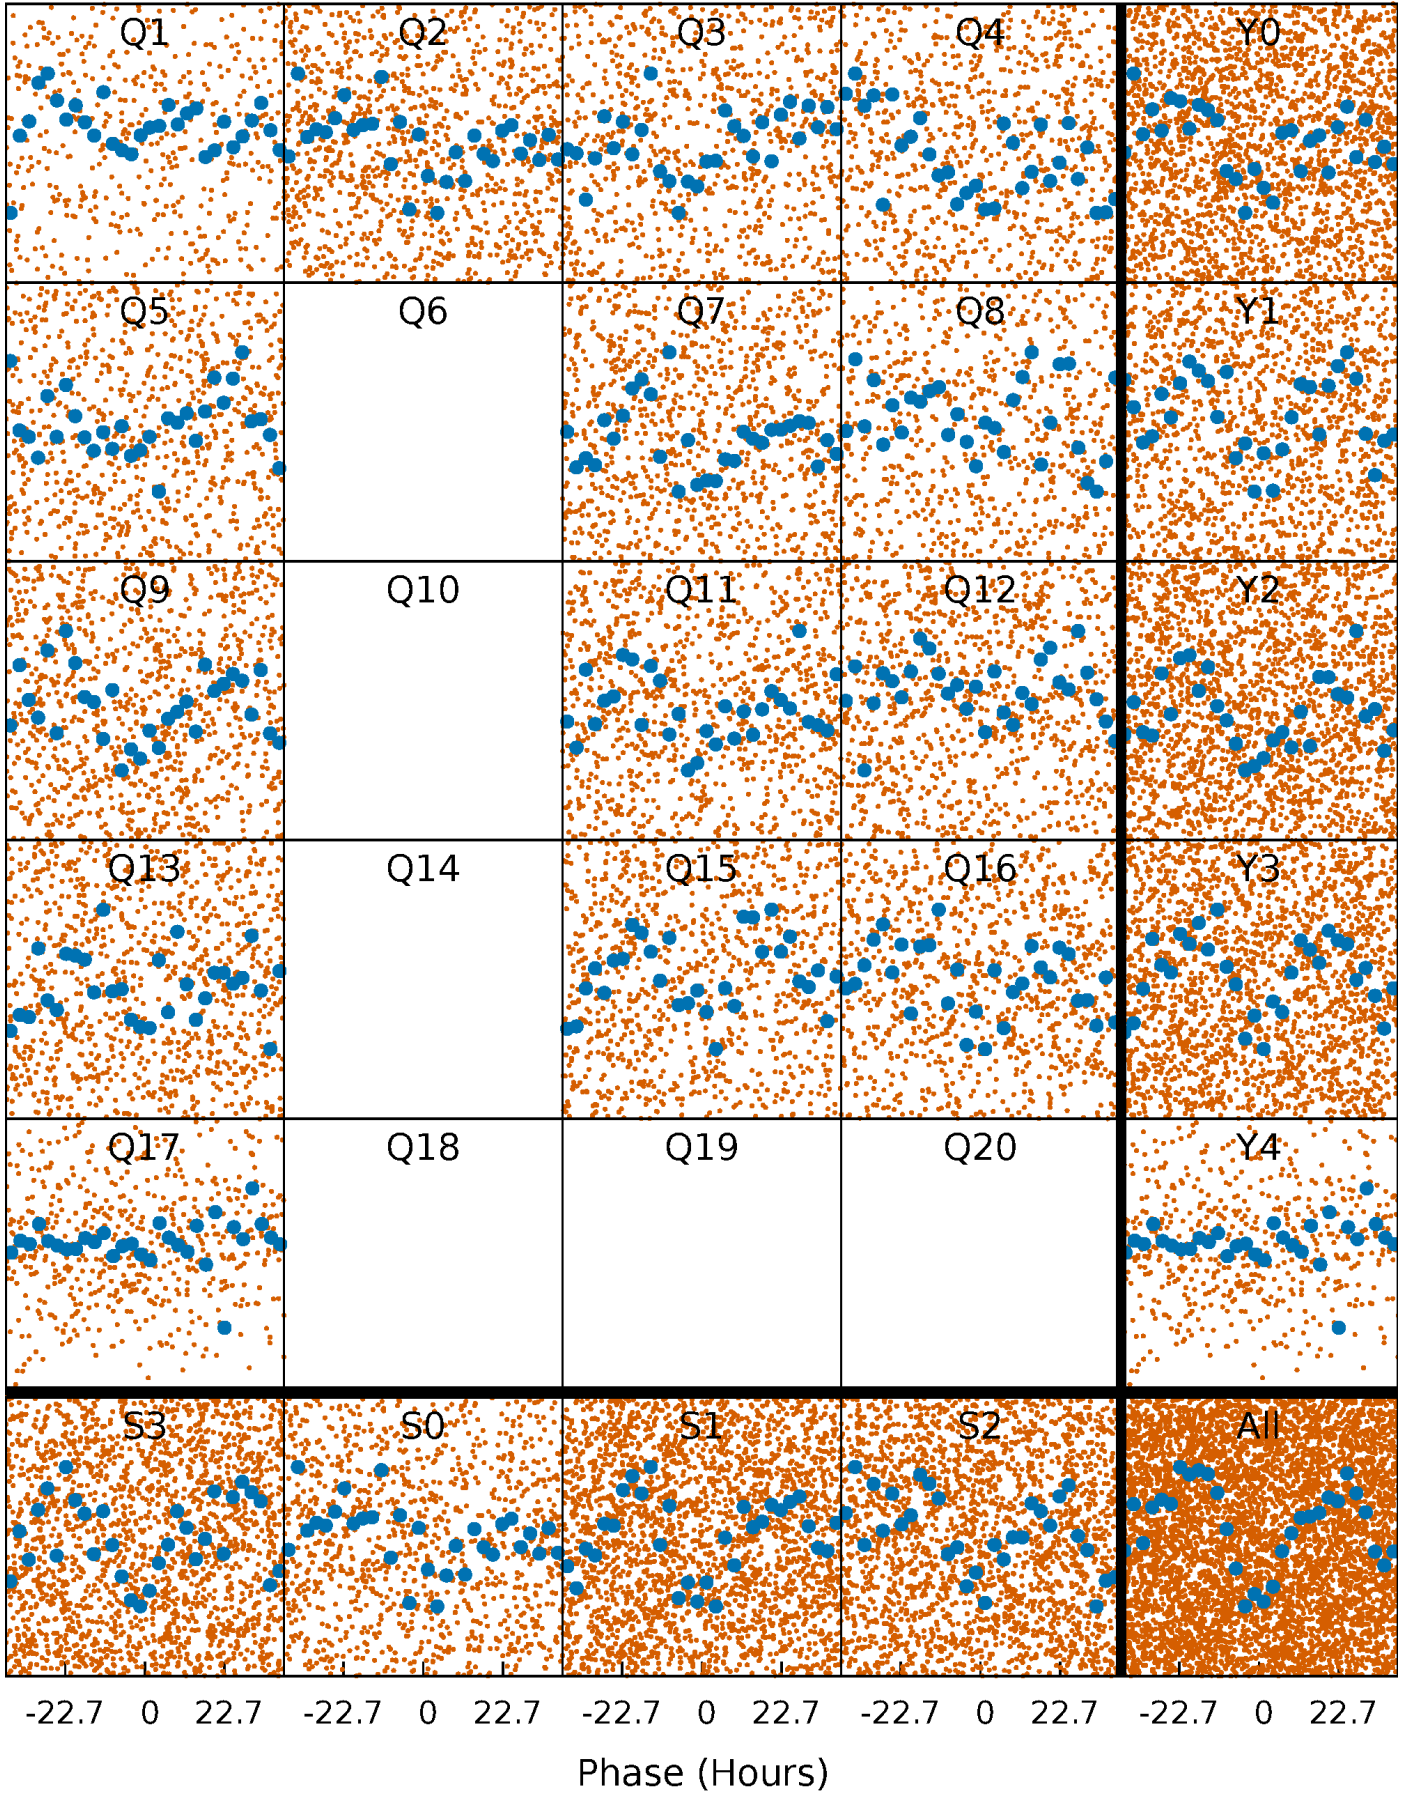 Q1 Q2 Q3 Q4 Y0
Q5 Q6 Q7 Q8 Y1
Q9 Q10 Q11 Q12 Y2
Q13 Q14 Q15 Q16 Y3
Q17 Q18 Q19 Q20 Y4
S3 S0 S1 S2 All
-22.7 0 22.7 -22.7 0 22.7 -22.7 0 22.7 -22.7 0 22.7 -22.7 0 22.7
Phase (Hours)